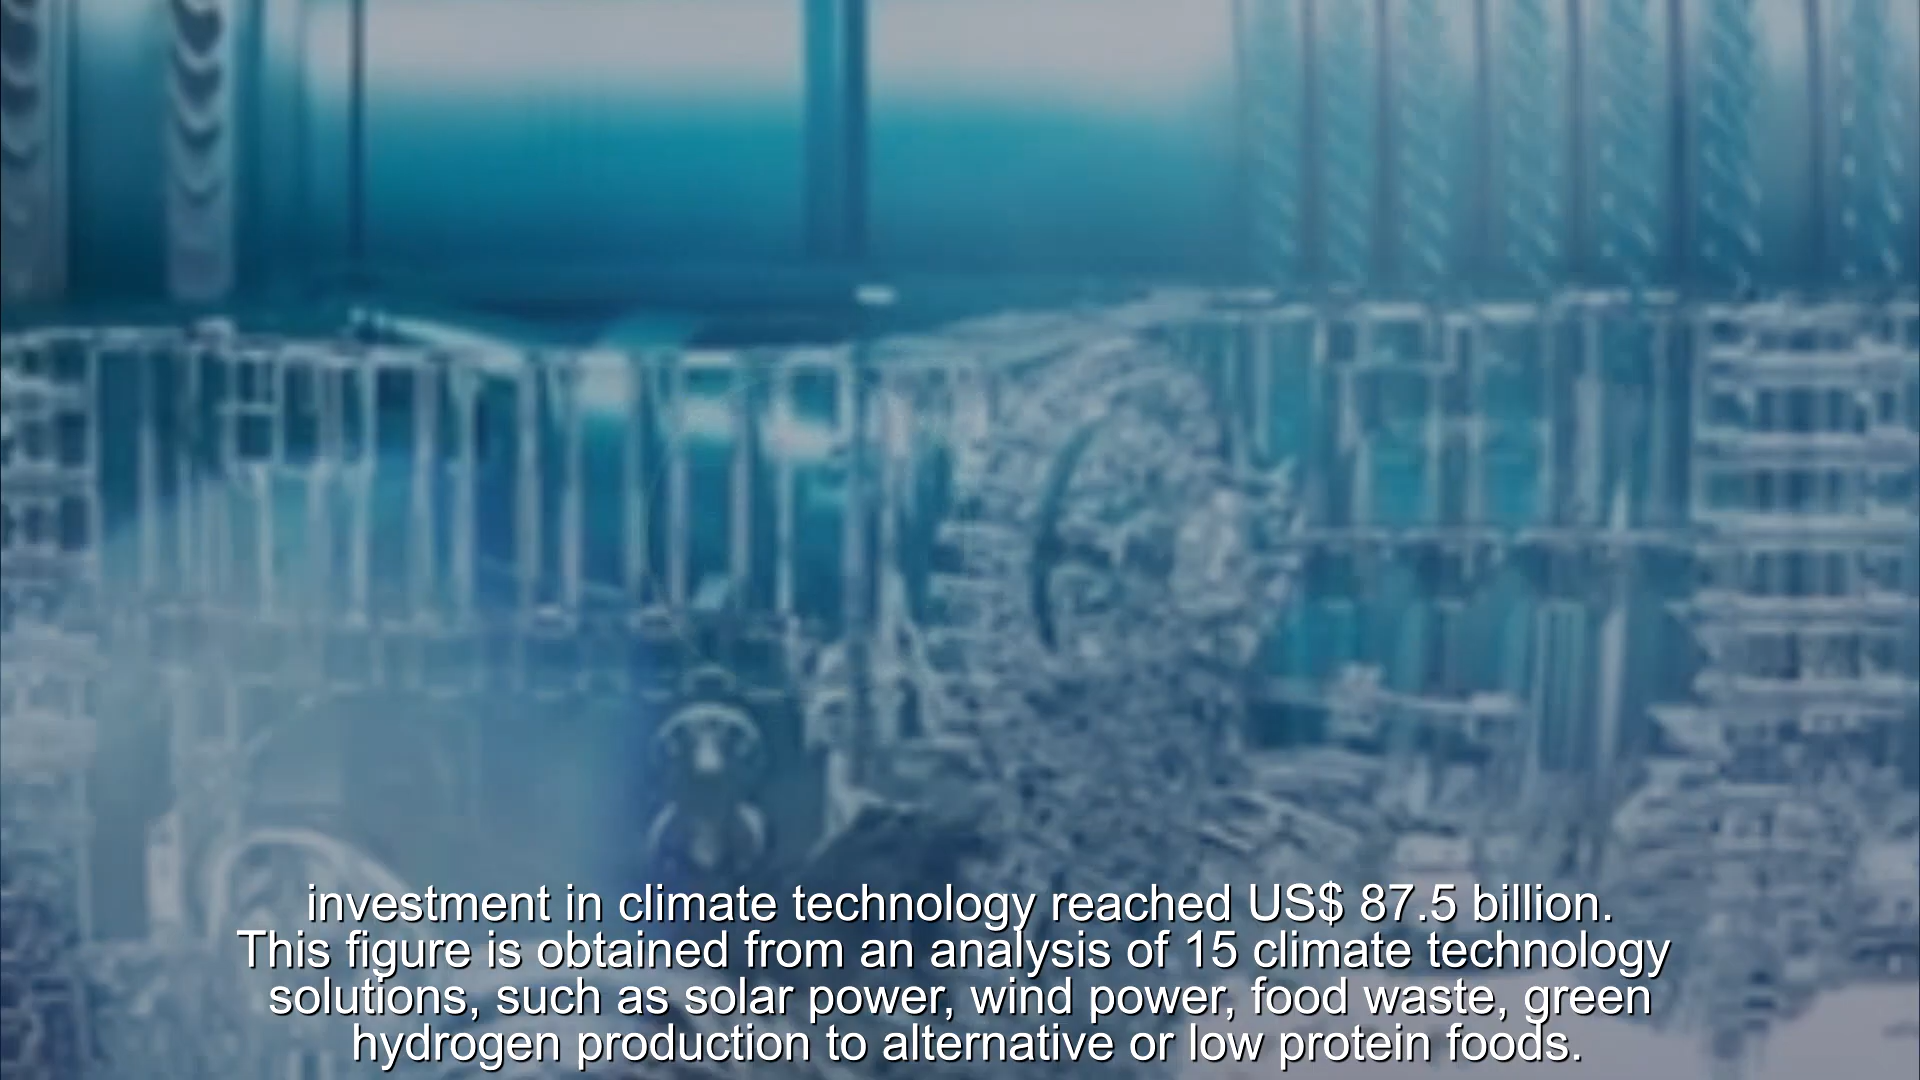 investment in climate technology reached US$ 87.5 billion.
This figure is obtained from an analysis of 15 climate technology
solutions, such as solar power, wind power, food waste, green
hydrogen production to alternative or low protein foods.